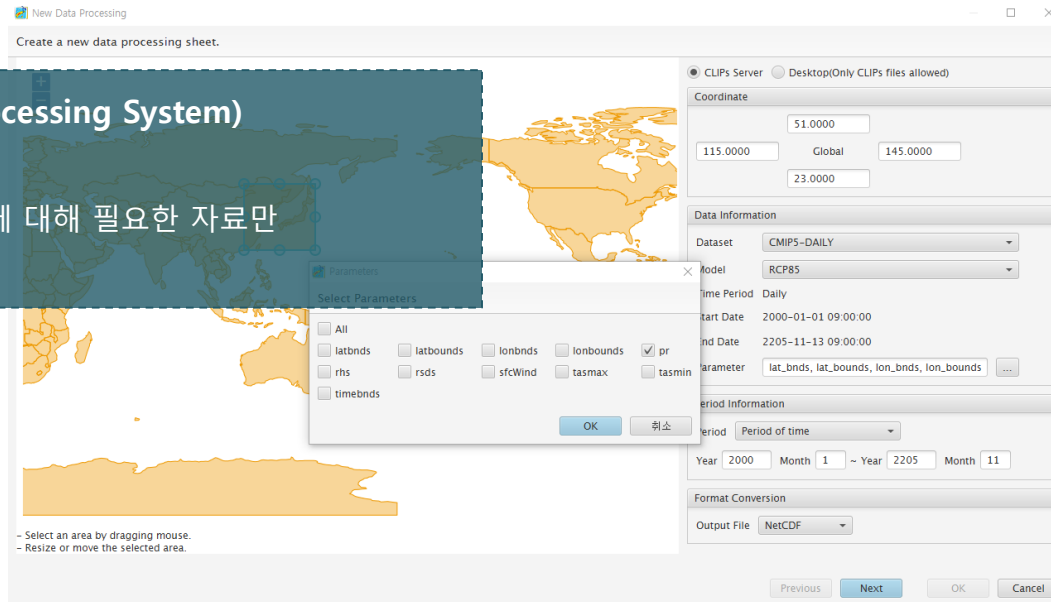 New Data Processing
Create a new data processing sheet.
cessing System)
에 대해 필요한 자료만
- Select an area by dragging mouse.
- Resize or move the selected area.
Parameters
Select Parameters
All
latbnds latbounds lonbnds lonbounds pr
rhs rsds sfcWind tasmax tasmin
timebnds
OK 취소
CLIPs Server Desktop(Only CLIPs files allowed)
Coordinate
51.0000
115.0000 Global 145.0000
23.0000
Data Information
Dataset CMIP5-DAILY
Model RCP85
Time Period Daily
Start Date 2000-01-01 09:00:00
End Date 2205-11-13 09:00:00
Parameter lat_bnds, lat_bounds, lon_bnds, lon_bounds ...
Period Information
Period Period of time
Year 2000 Month 1 ~ Year 2205 Month 11
Format Conversion
Output File NetCDF
Previous Next OK Cancel